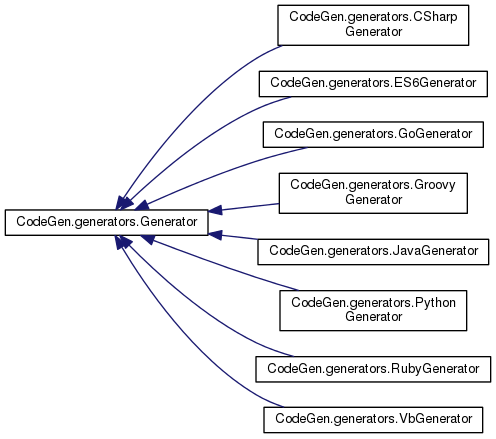 CodeGen.generators.CSharp
Generator
CodeGen.generators.ES6Generator
CodeGen.generators.GoGenerator
CodeGen.generators.Groovy
Generator
CodeGen.generators.Generator
CodeGen.generators.JavaGenerator
CodeGen.generators.Python
Generator
CodeGen.generators.RubyGenerator
CodeGen.generators.VbGenerator